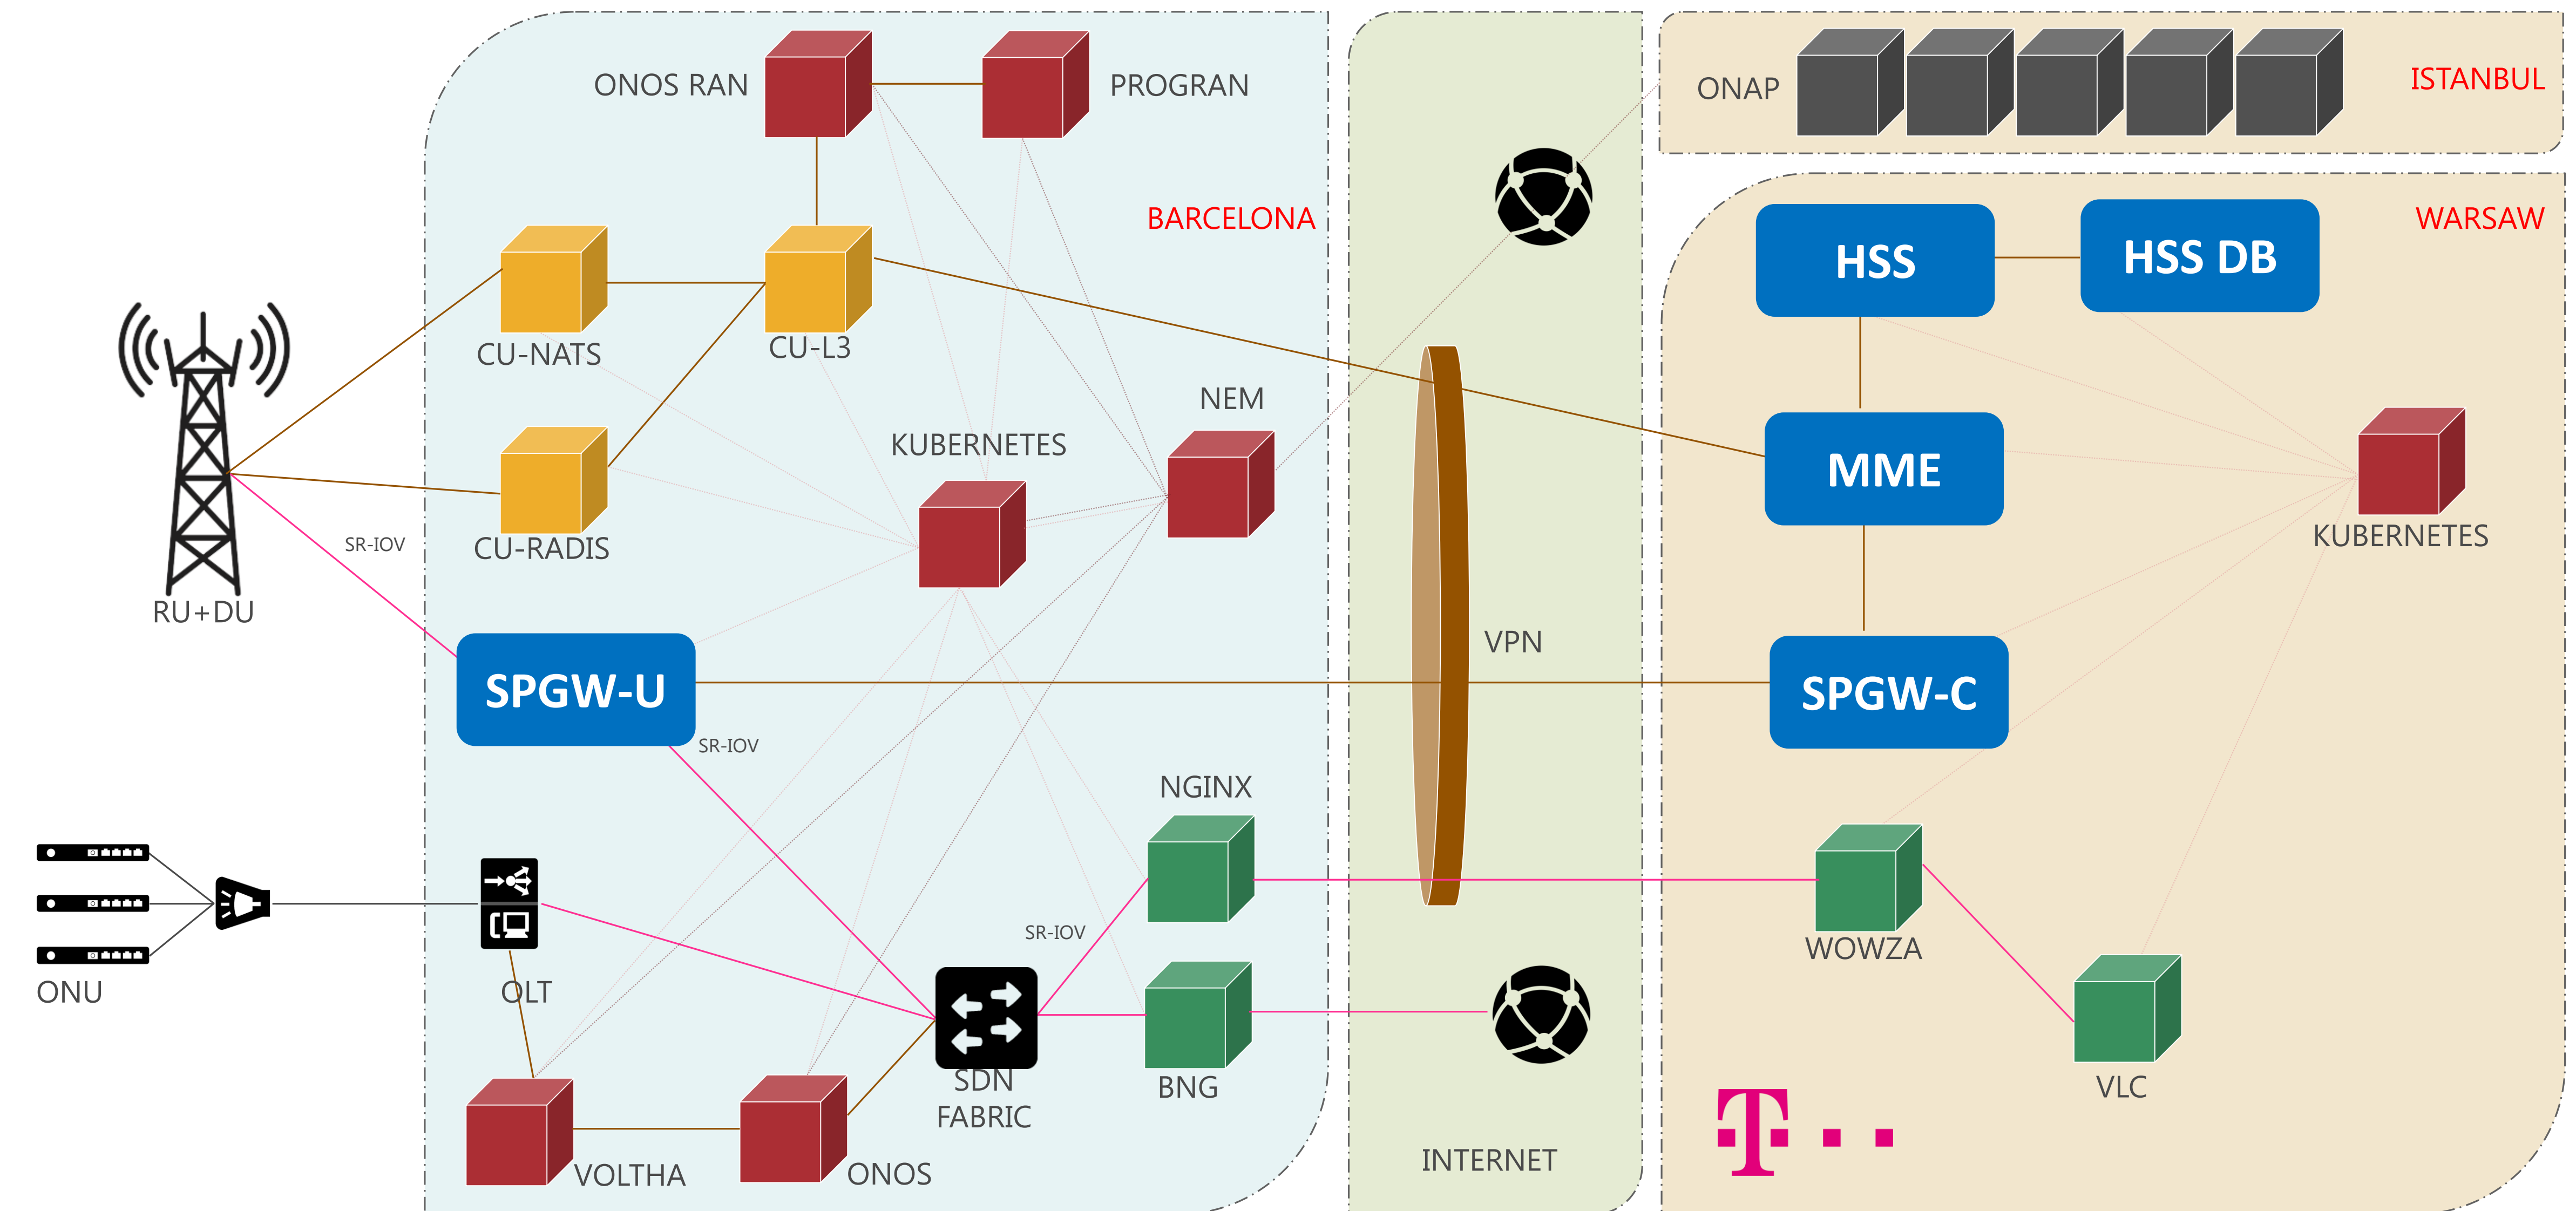 ONOS RAN
PROGRAN
ONAP
ISTANBUL
BARCELONA
WARSAW
HSS
HSS DB
CU-NATS
CU-L3
NEM
KUBERNETES
MME
KUBERNETES
CU-RADIS
SR-IOV
RU+DU
VPN
SPGW-U
SPGW-C
SR-IOV
NGINX
SR-IOV
WOWZA
ONU
OLT
SDN
FABRIC
BNG
VLC
VOLTHA
ONOS
INTERNET
T